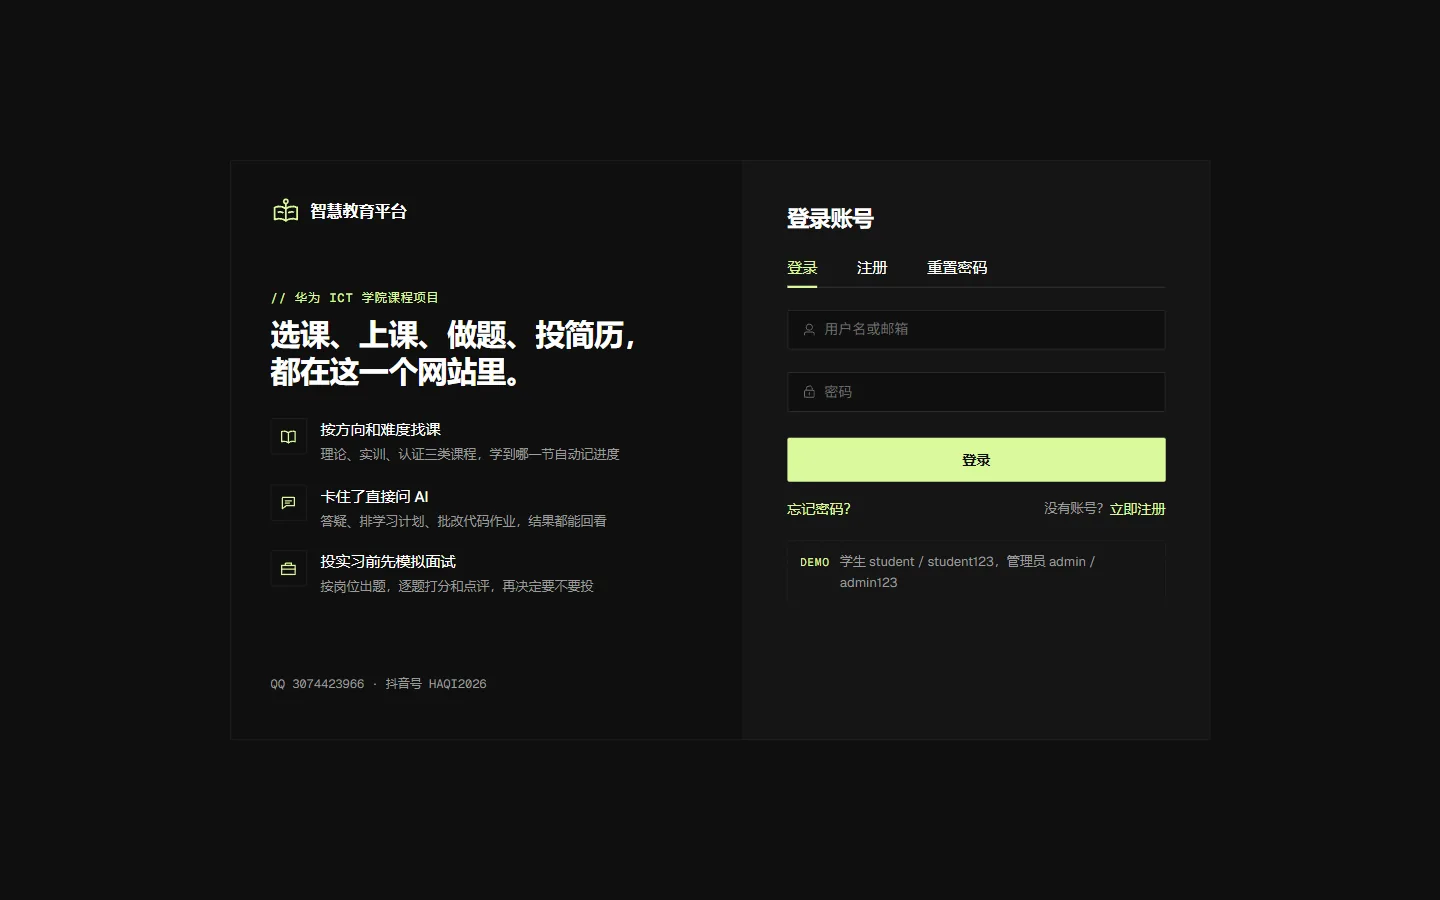 智慧教育平台
// 华为 ICT 学院课程项目
选课、上课、做题、投简历，
都在这一个网站里。
按方向和难度找课
理论、实训、认证三类课程，学到哪一节自动记进度
卡住了直接问 AI
答疑、排学习计划、批改代码作业，结果都能回看
投实习前先模拟面试
按岗位出题，逐题打分和点评，再决定要不要投
QQ 3074423966 · 抖音号 HAQI2026
登录账号
登录 注册 重置密码
用户名或邮箱
密码
登录
忘记密码? 没有账号? 立即注册
DEMO 学生 student / student123，管理员 admin /
admin123